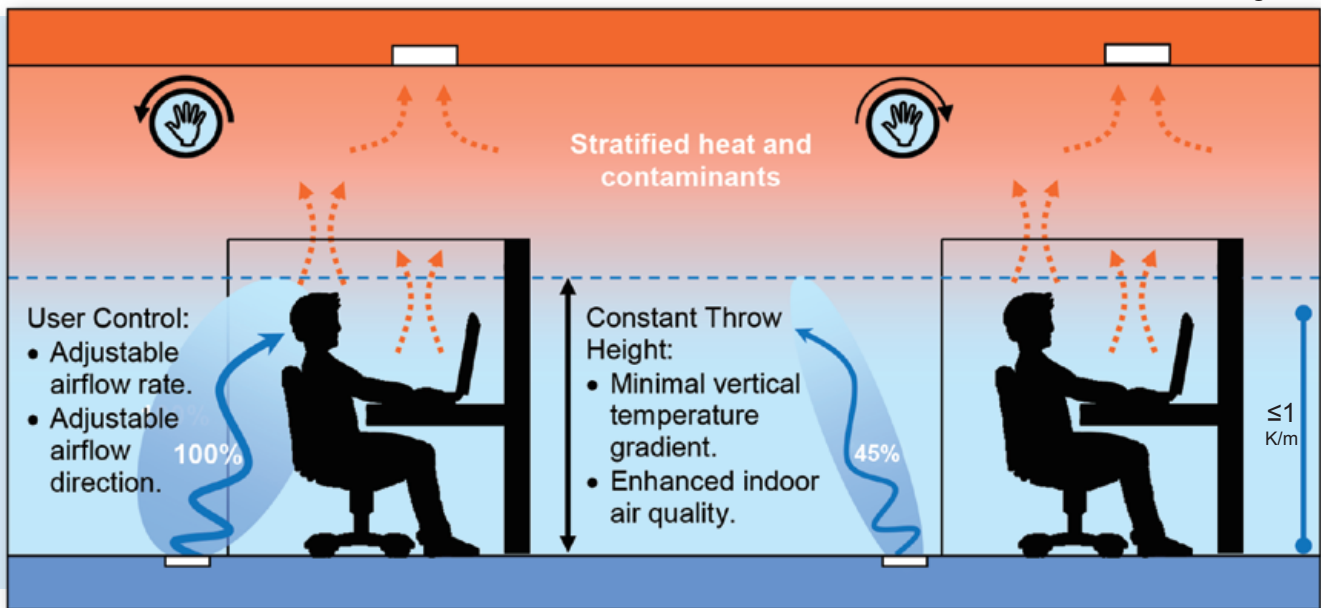 Stratified heat and
contaminants
User Control:
• Adjustable
airflow rate.
• Adjustable
airflow
direction.
100%
Constant Throw
Height:
• Minimal vertical
temperature
gradient.
• Enhanced indoor
air quality.
45%
≤1
K/m